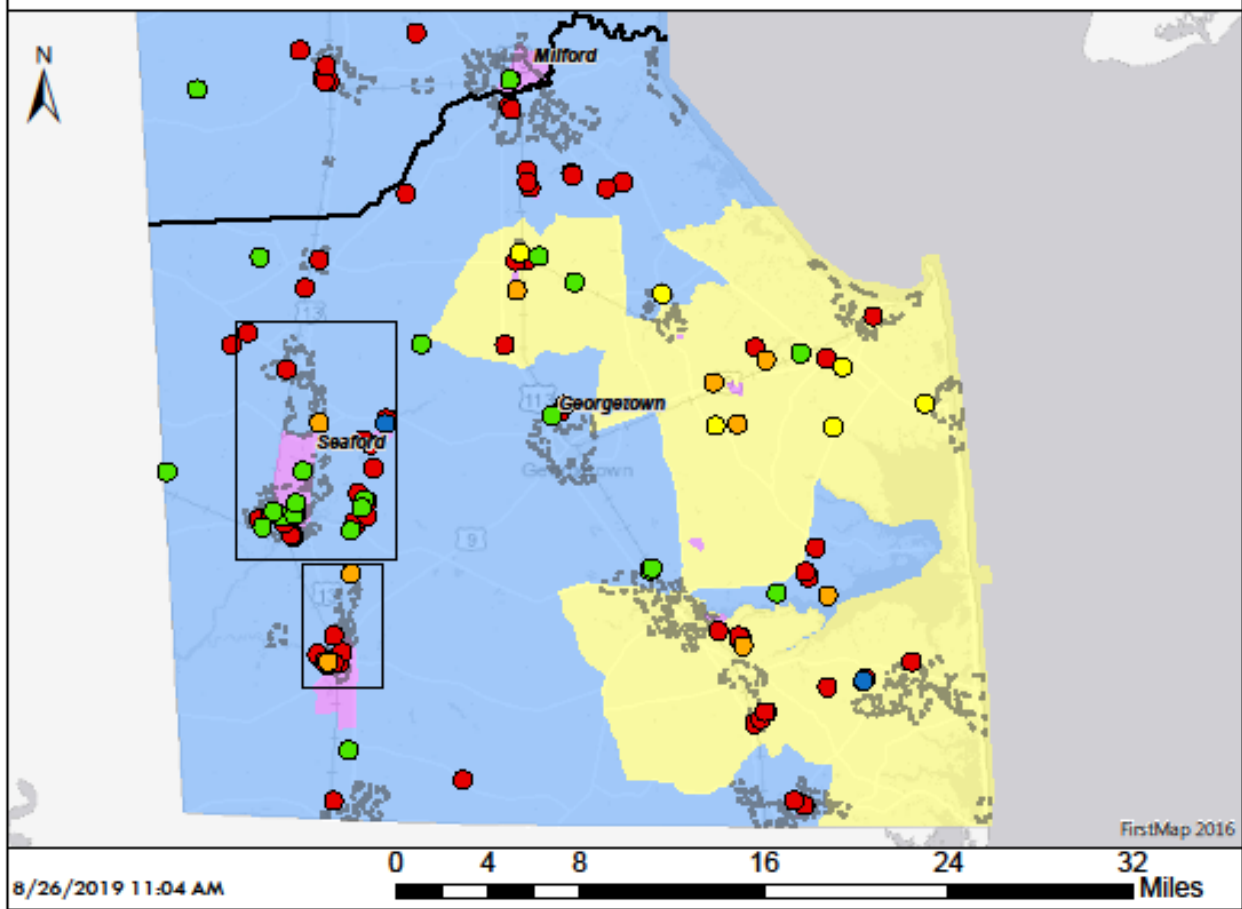 N
Milford
13
113
Georgetown
Seaford
Georgetown
9
13
FirstMap 2016
0 4 8 16 24 32
Miles
8/26/2019 11:04 AM